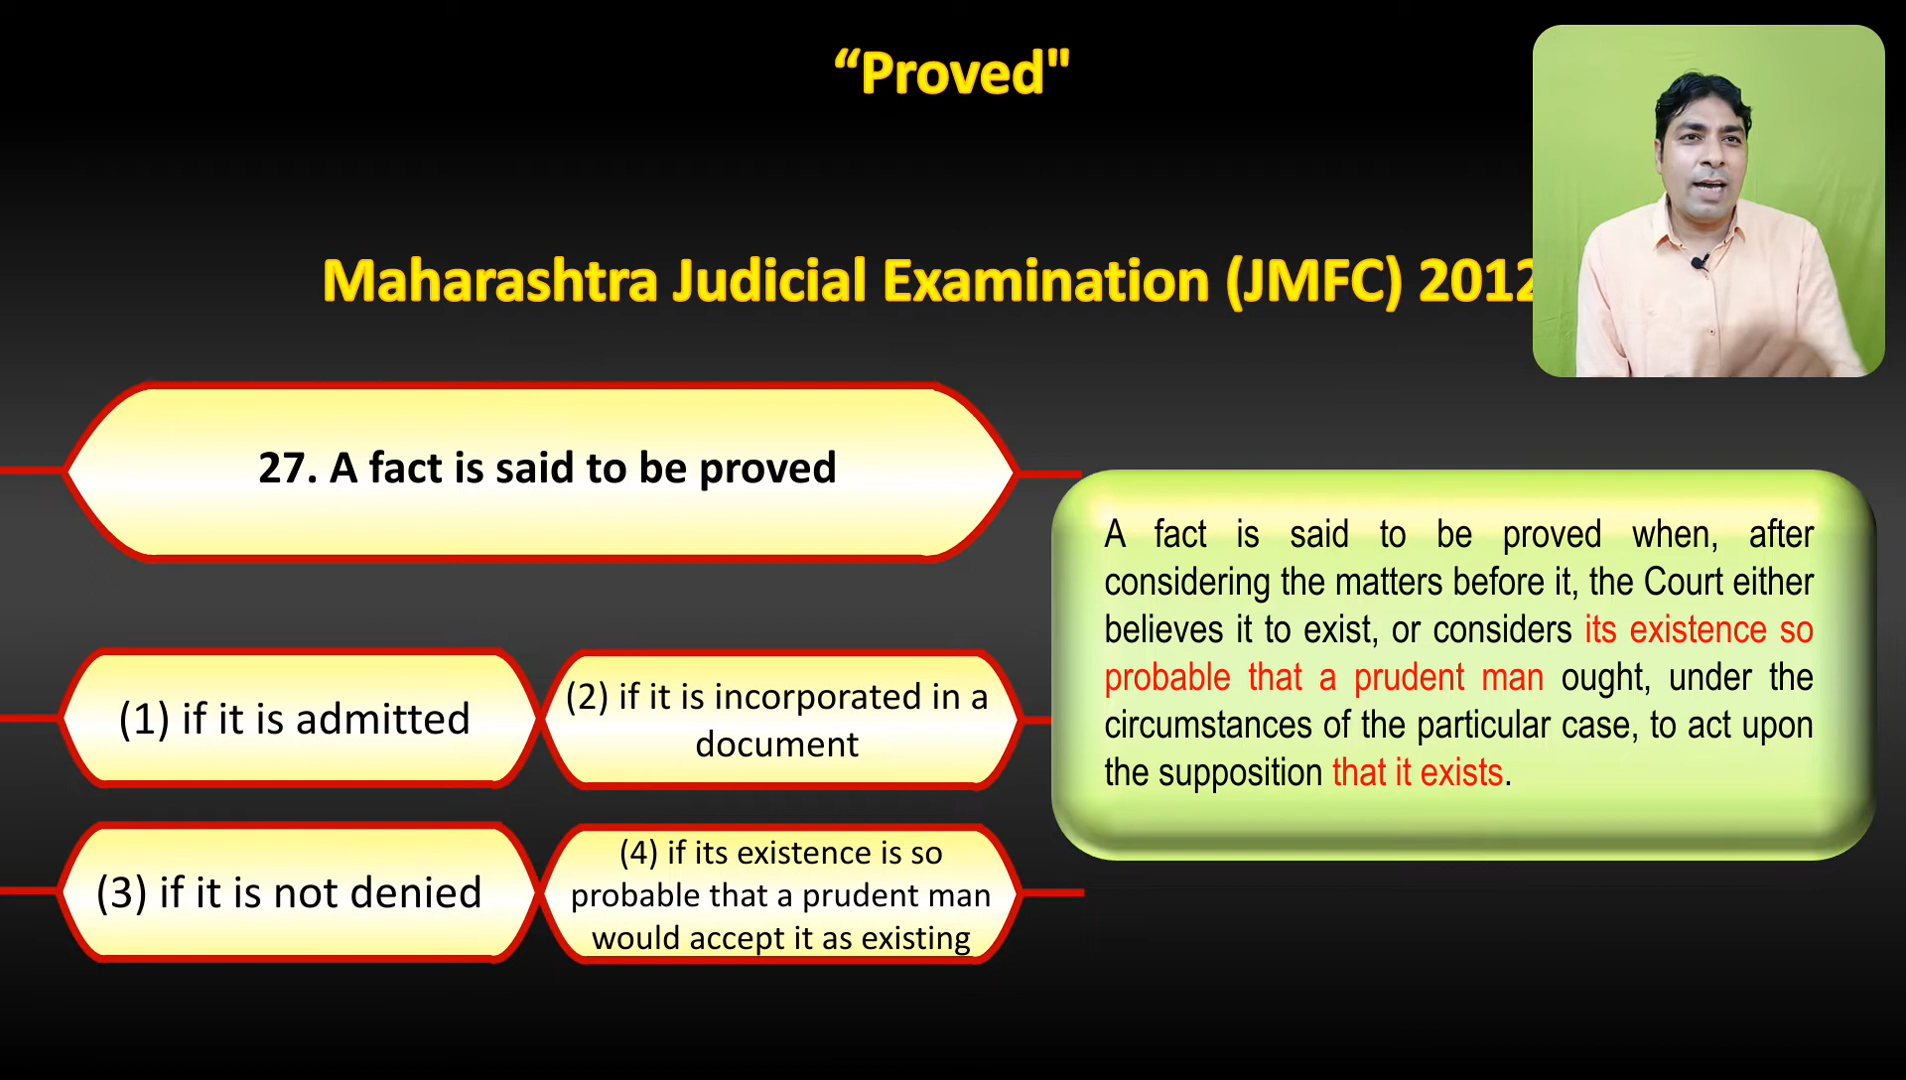 “Proved"
Maharashtra Judicial Examination (JMFC) 2012
27. A fact is said to be proved
(1) if it is admitted
(2) if it is incorporated in a
document
(3) if it is not denied
(4) if its existence is so
probable that a prudent man
would accept it as existing
A fact is said to be proved when, after
considering the matters before it, the Court either
believes it to exist, or considers its existence so
probable that a prudent man ought, under the
circumstances of the particular case, to act upon
the supposition that it exists.